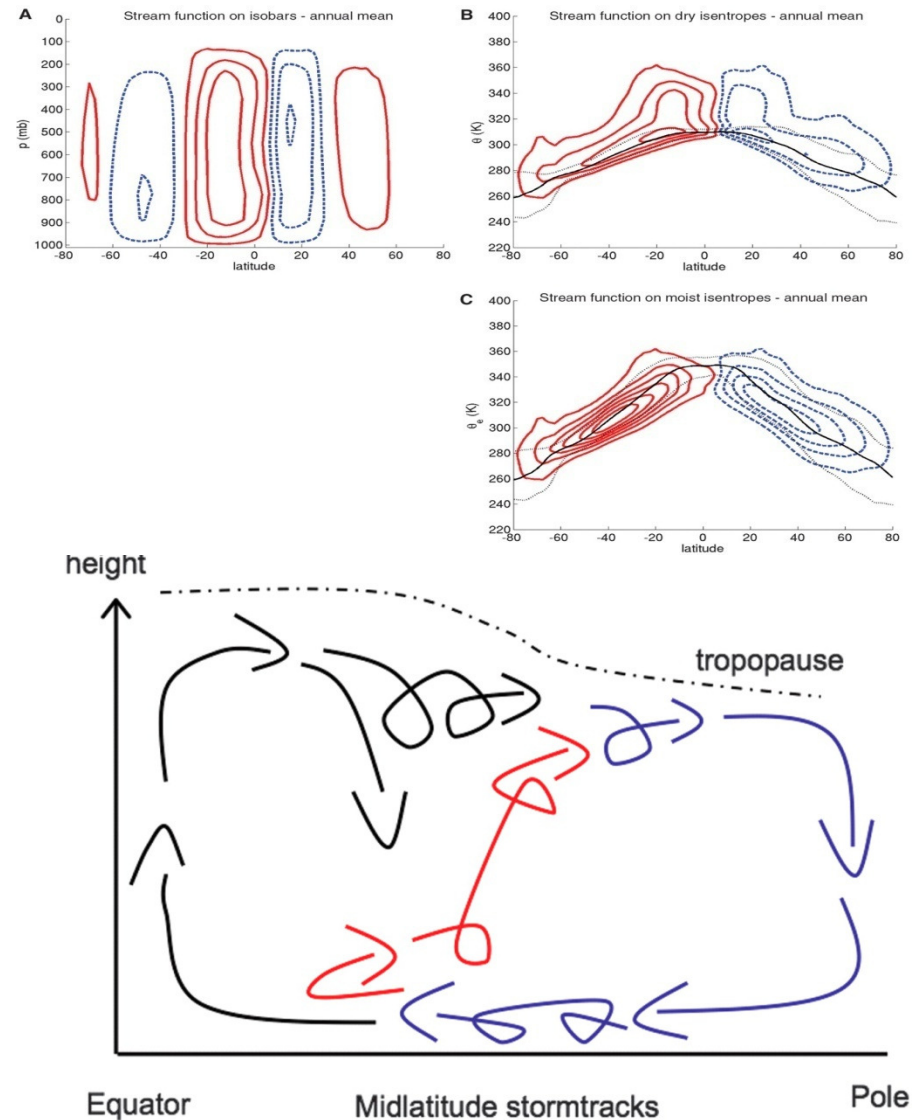 A Stream function on isobars - annual mean
0
100
200
300
400
500
600
700
800
900
1000
p (mb)
-80 -60 -40 -20 0 20 40 60 80
latitude
B Stream function on dry isentropes - annual mean
400
380
360
340
320
300
280
260
240
220
θ (K)
-80 -60 -40 -20 0 20 40 60 80
latitude
C Stream function on moist isentropes - annual mean
400
380
360
340
320
300
280
260
240
220
θe (K)
-80 -60 -40 -20 0 20 40 60 80
latitude
height
tropopause
Equator Midlatitude stormtracks Pole